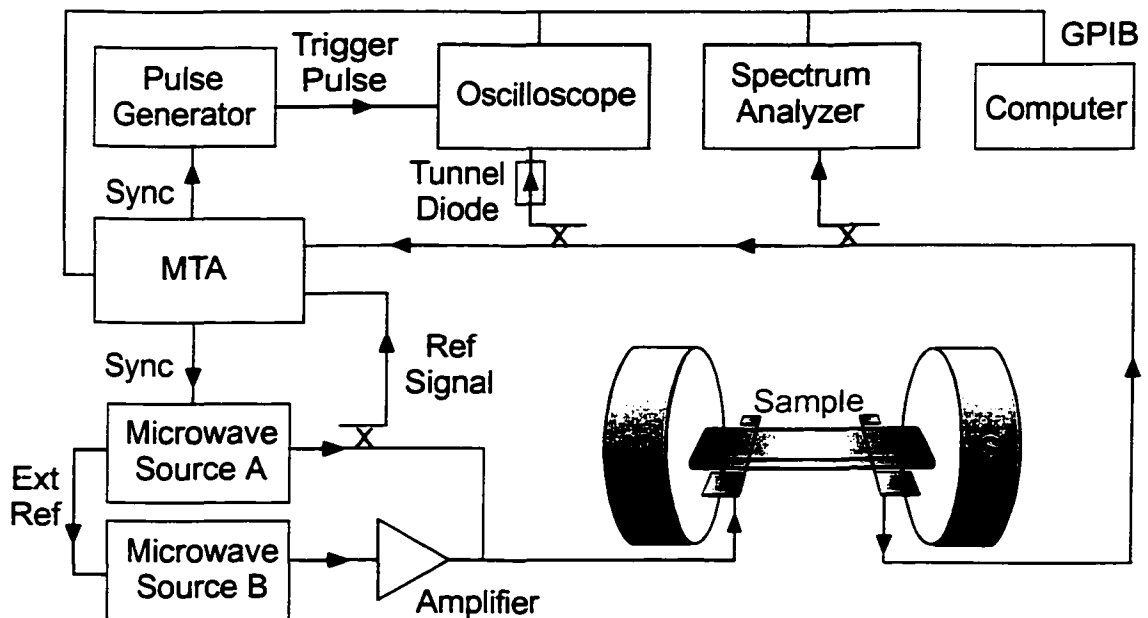 Pulse
Generator
Trigger
Pulse
Oscilloscope
Spectrum
Analyzer
GPIB
Computer
Sync
Tunnel
Diode
MTA
Sync
Ref
Signal
Sample
Microwave
Source A
Ext
Ref
Microwave
Source B
Amplifier